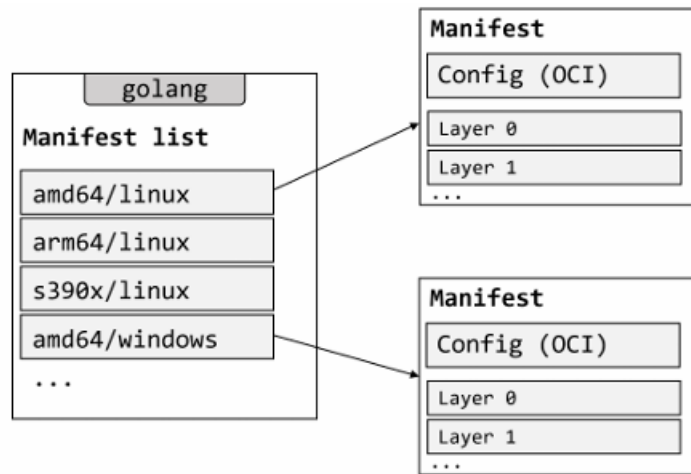 golang
Manifest list
amd64/linux
arm64/linux
s390x/linux
amd64/windows
...
Manifest
Config (OCI)
Layer 0
Layer 1
...
Manifest
Config (OCI)
Layer 0
Layer 1
...